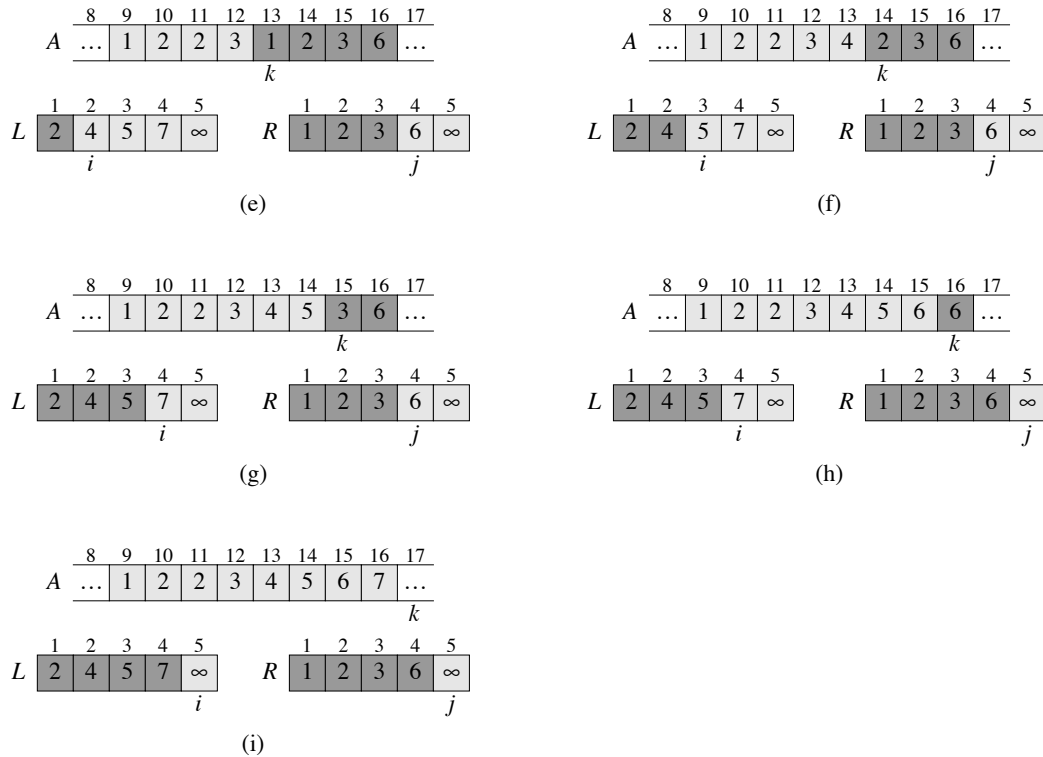 8 9 10 11 12 13 14 15 16 17
A … 1 2 2 3 1 2 3 6 …
k
1 2 3 4 5
L 2 4 5 7 ∞
i
1 2 3 4 5
R 1 2 3 6 ∞
j
(e)
8 9 10 11 12 13 14 15 16 17
A … 1 2 2 3 4 2 3 6 …
k
1 2 3 4 5
L 2 4 5 7 ∞
i
1 2 3 4 5
R 1 2 3 6 ∞
j
(f)
8 9 10 11 12 13 14 15 16 17
A … 1 2 2 3 4 5 3 6 …
k
1 2 3 4 5
L 2 4 5 7 ∞
i
1 2 3 4 5
R 1 2 3 6 ∞
j
(g)
8 9 10 11 12 13 14 15 16 17
A … 1 2 2 3 4 5 6 6 …
k
1 2 3 4 5
L 2 4 5 7 ∞
i
1 2 3 4 5
R 1 2 3 6 ∞
j
(h)
8 9 10 11 12 13 14 15 16 17
A … 1 2 2 3 4 5 6 7 …
k
1 2 3 4 5
L 2 4 5 7 ∞
i
1 2 3 4 5
R 1 2 3 6 ∞
j
(i)